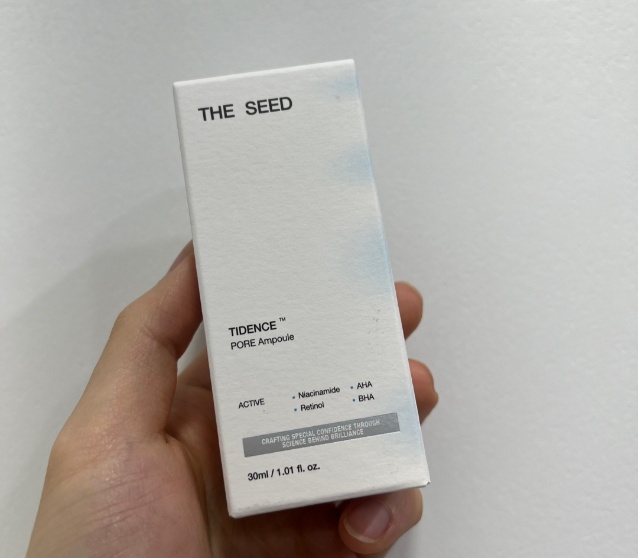 THE SEED
TIDENCE™
PORE Ampoule
ACTIVE • Niacinamide • AHA
• Retinol • BHA
CRAFTING SPECIAL CONFIDENCE THROUGH
SCIENCE BEHIND BRILLIANCE
30ml / 1.01 fl. oz.